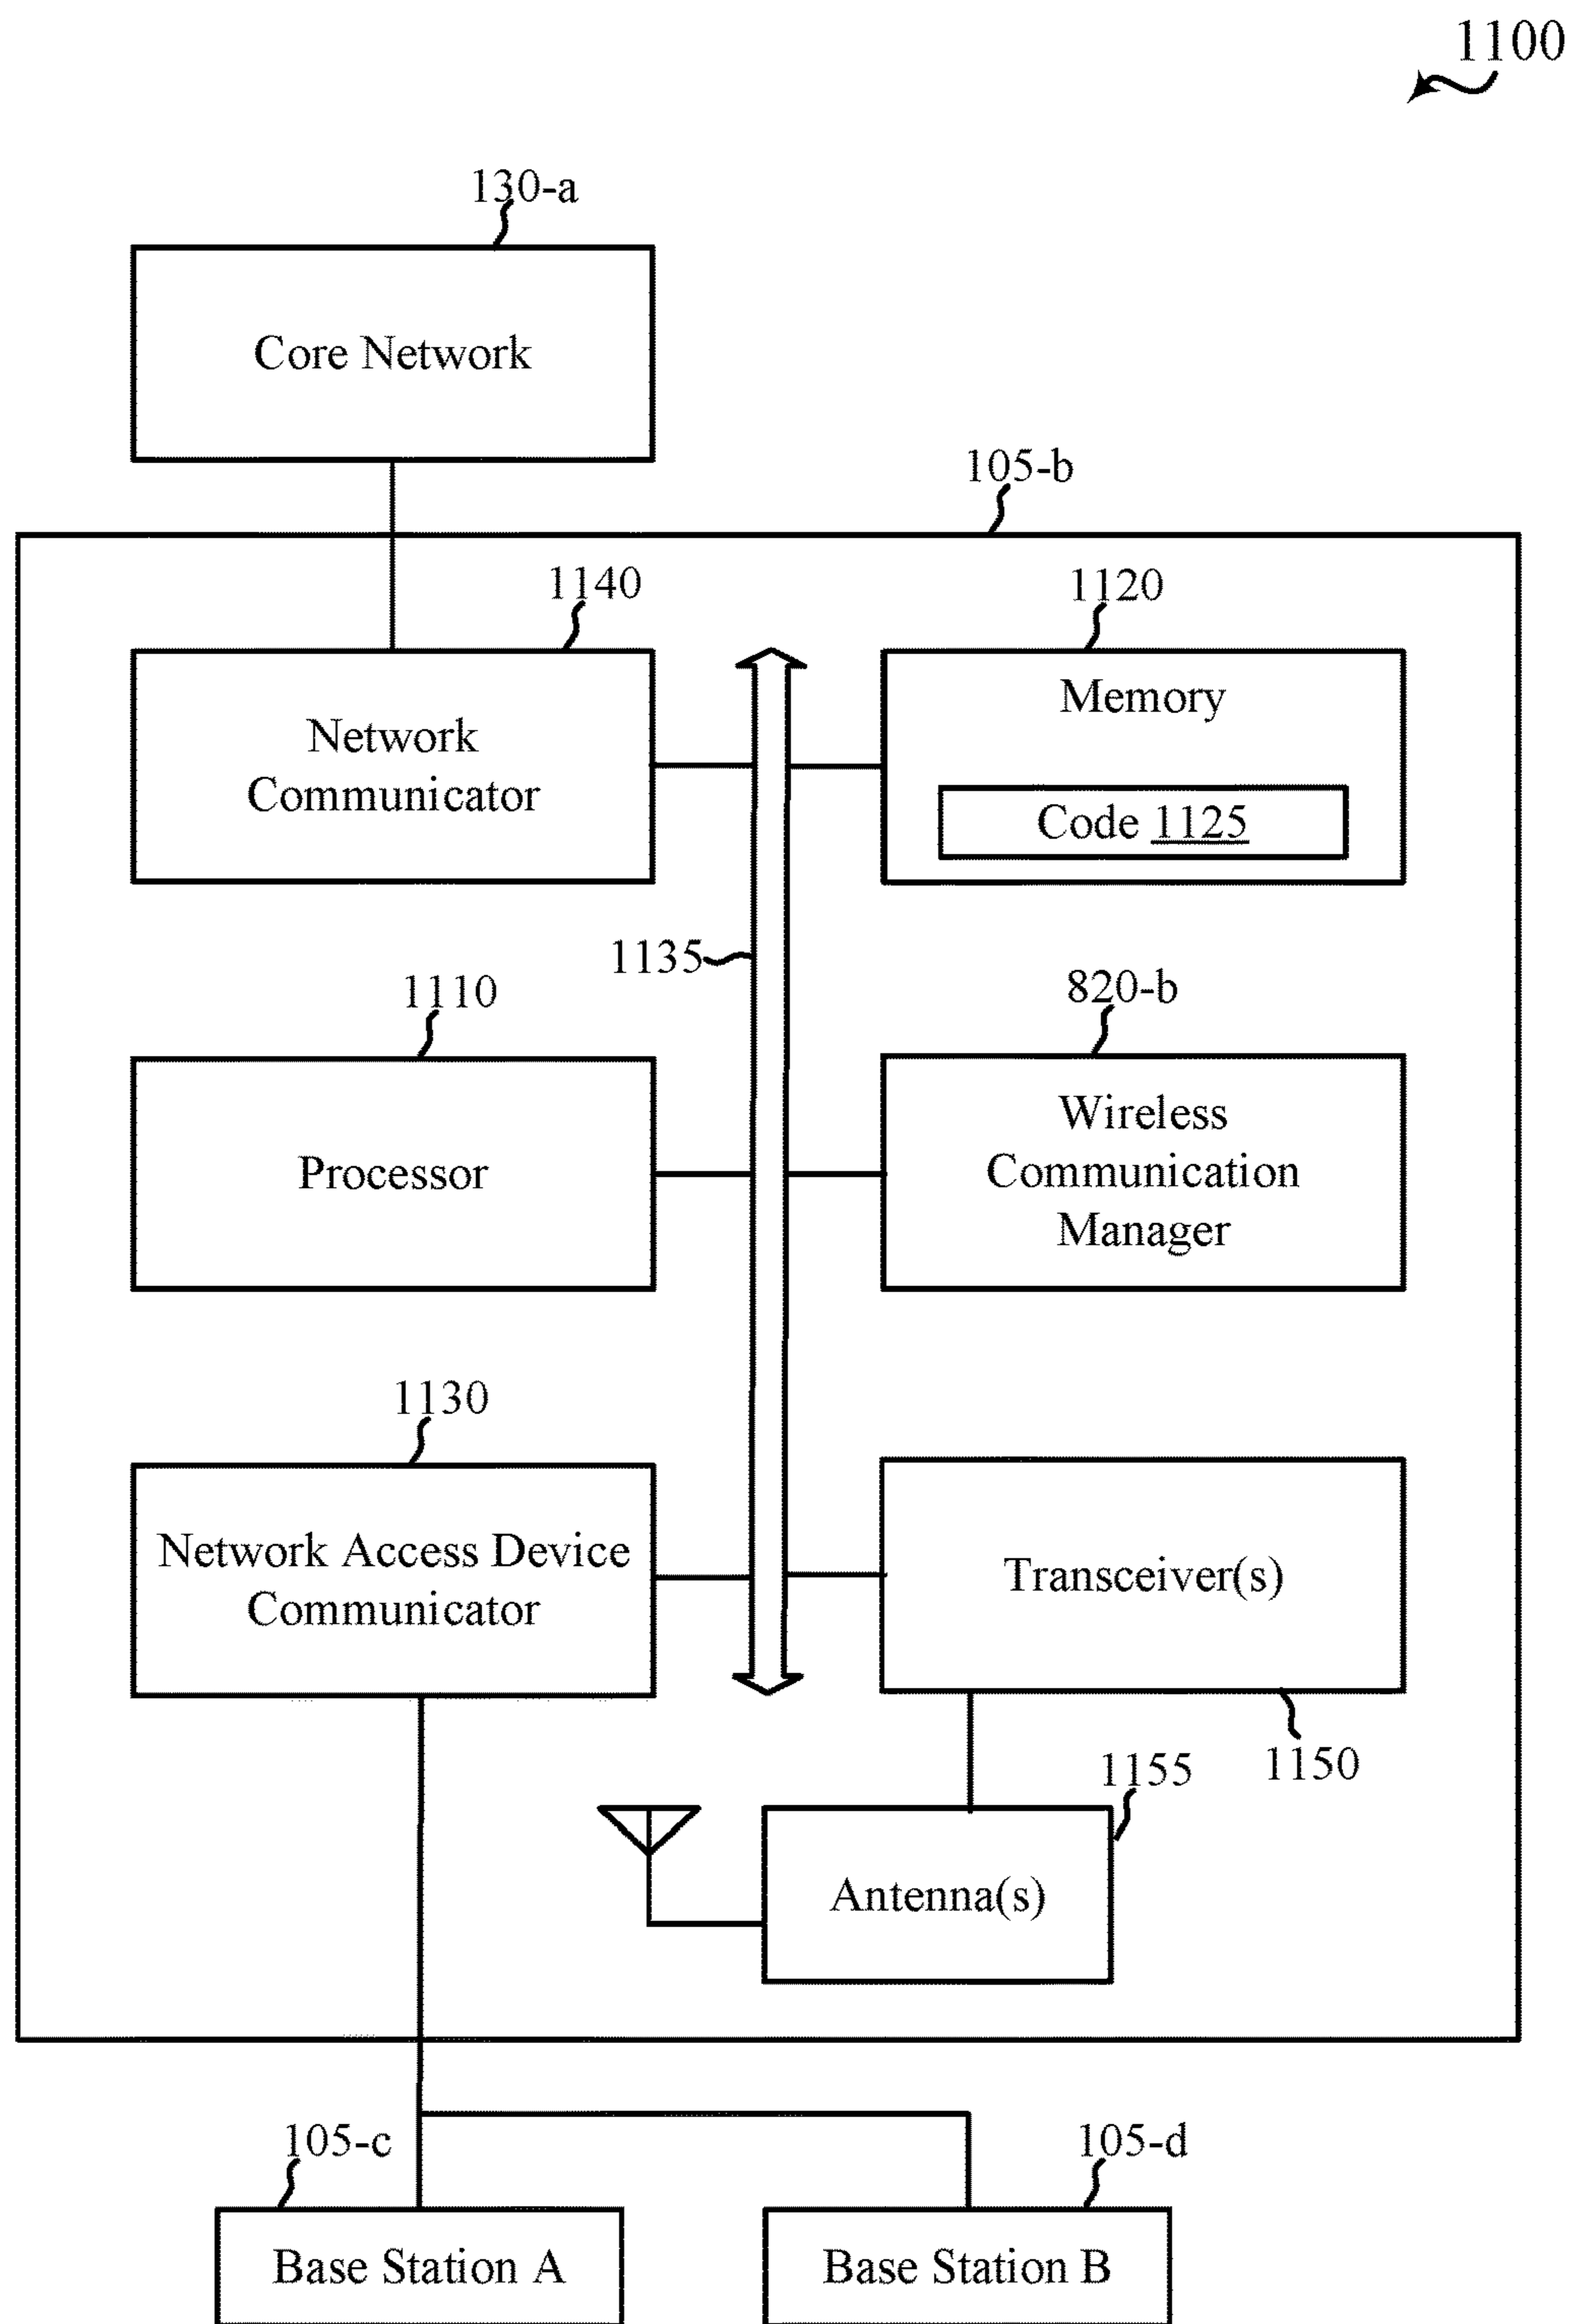 1100
130-a
Core Network
105-b
1140
1120
Network
Communicator
Memory
Code 1125
1135
1110
820-b
Processor
Wireless
Communication
Manager
1130
Network Access Device
Communicator
Transceiver(s)
1150
1155
Antenna(s)
105-c
105-d
Base Station A
Base Station B